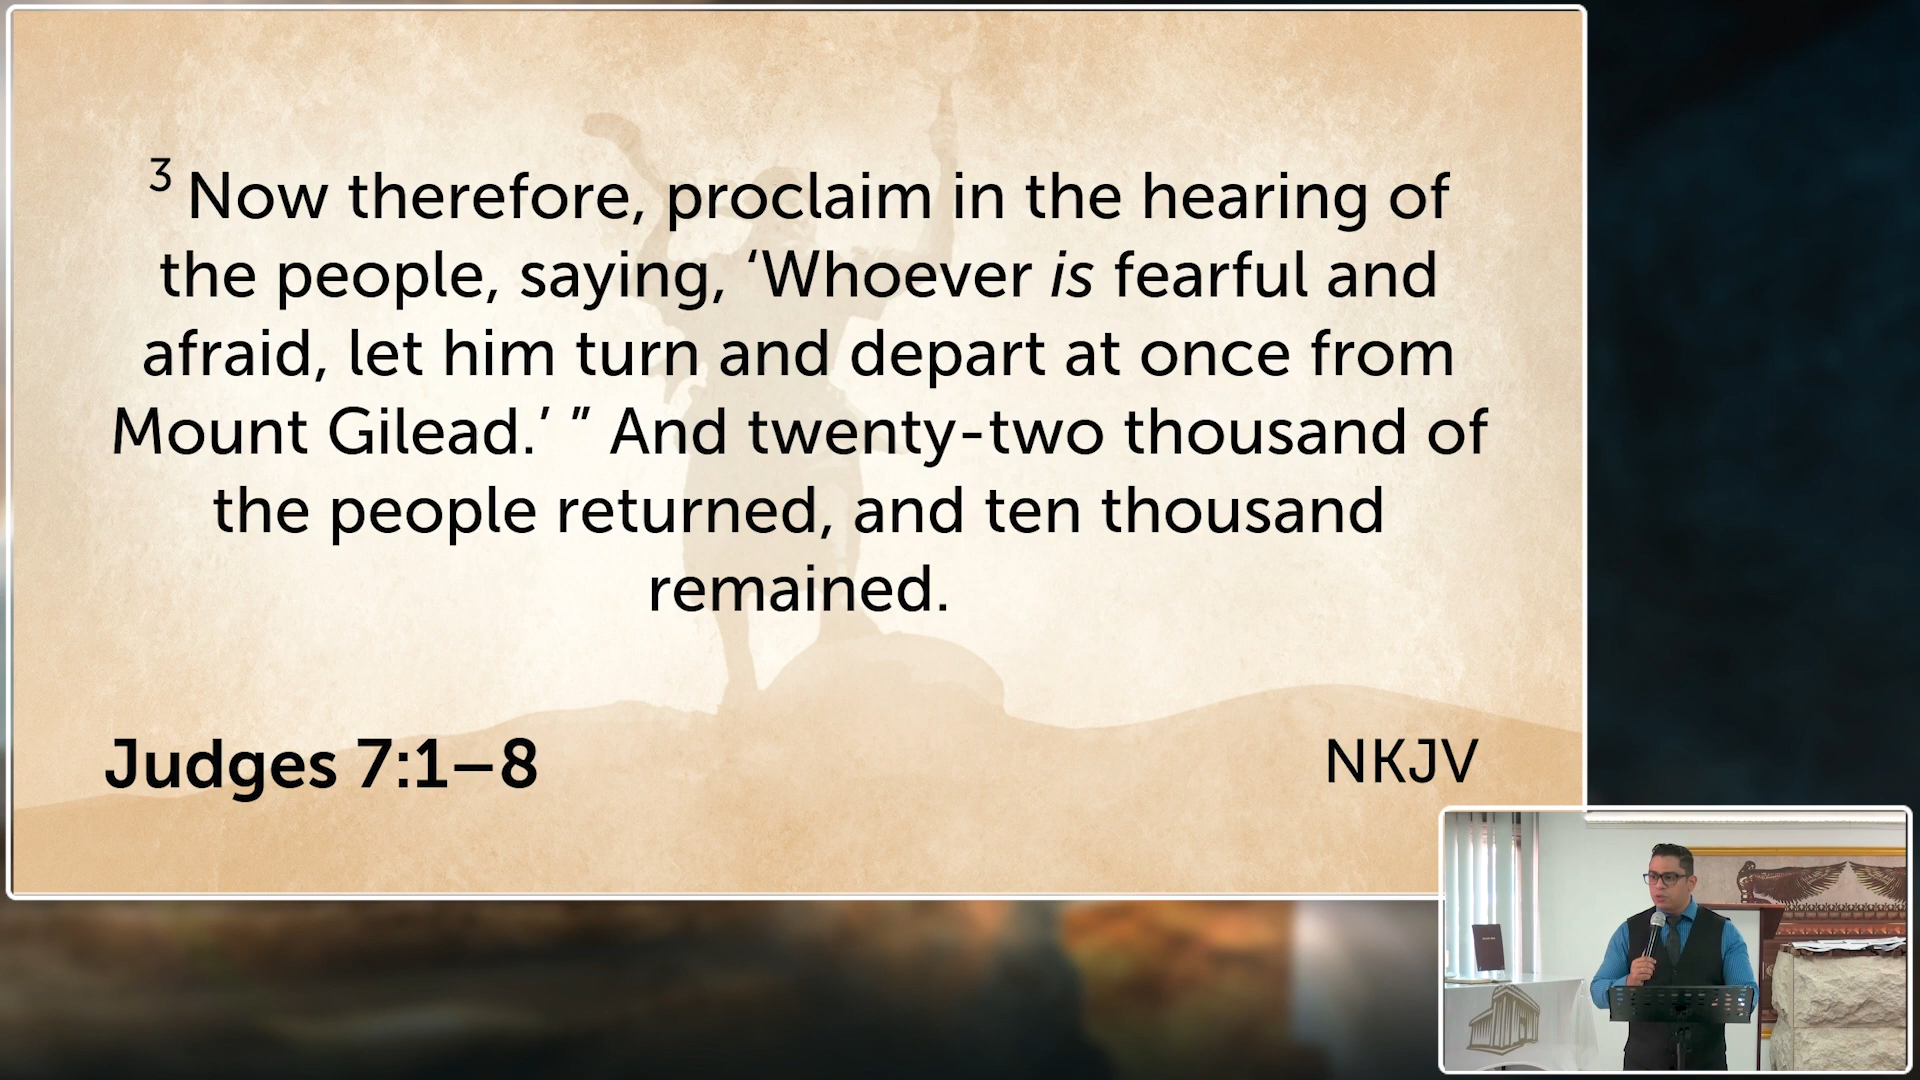 3 Now therefore, proclaim in the hearing of
the people, saying, ‘Whoever is fearful and
afraid, let him turn and depart at once from
Mount Gilead.’ ” And twenty-two thousand of
the people returned, and ten thousand
remained.
Judges 7:1–8
NKJV